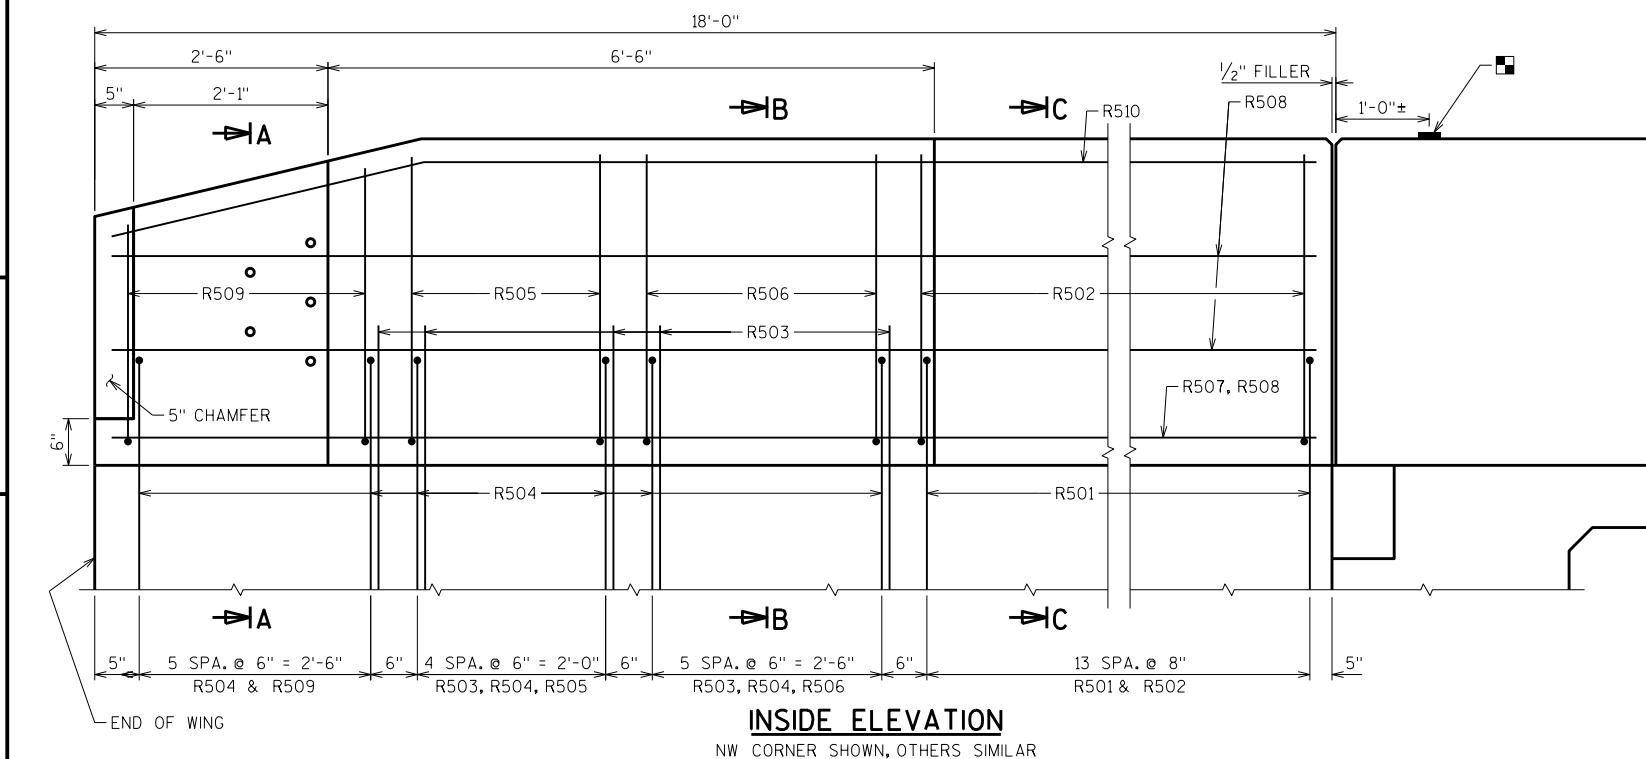 18'-0"
2'-6"
6'-6"
1/2" FILLER
5"
2'-1"
1'-0"±
A
B
C
R510
R508
R509
R505
R506
R502
R503
R507, R508
5" CHAMFER
6"
R504
R501
A
B
C
5"
5 SPA. @ 6" = 2'-6"
R504 & R509
6"
4 SPA. @ 6" = 2'-0"
R503, R504, R505
6"
5 SPA. @ 6" = 2'-6"
R503, R504, R506
6"
13 SPA. @ 8"
R501 & R502
5"
END OF WING
INSIDE ELEVATION
NW CORNER SHOWN, OTHERS SIMILAR